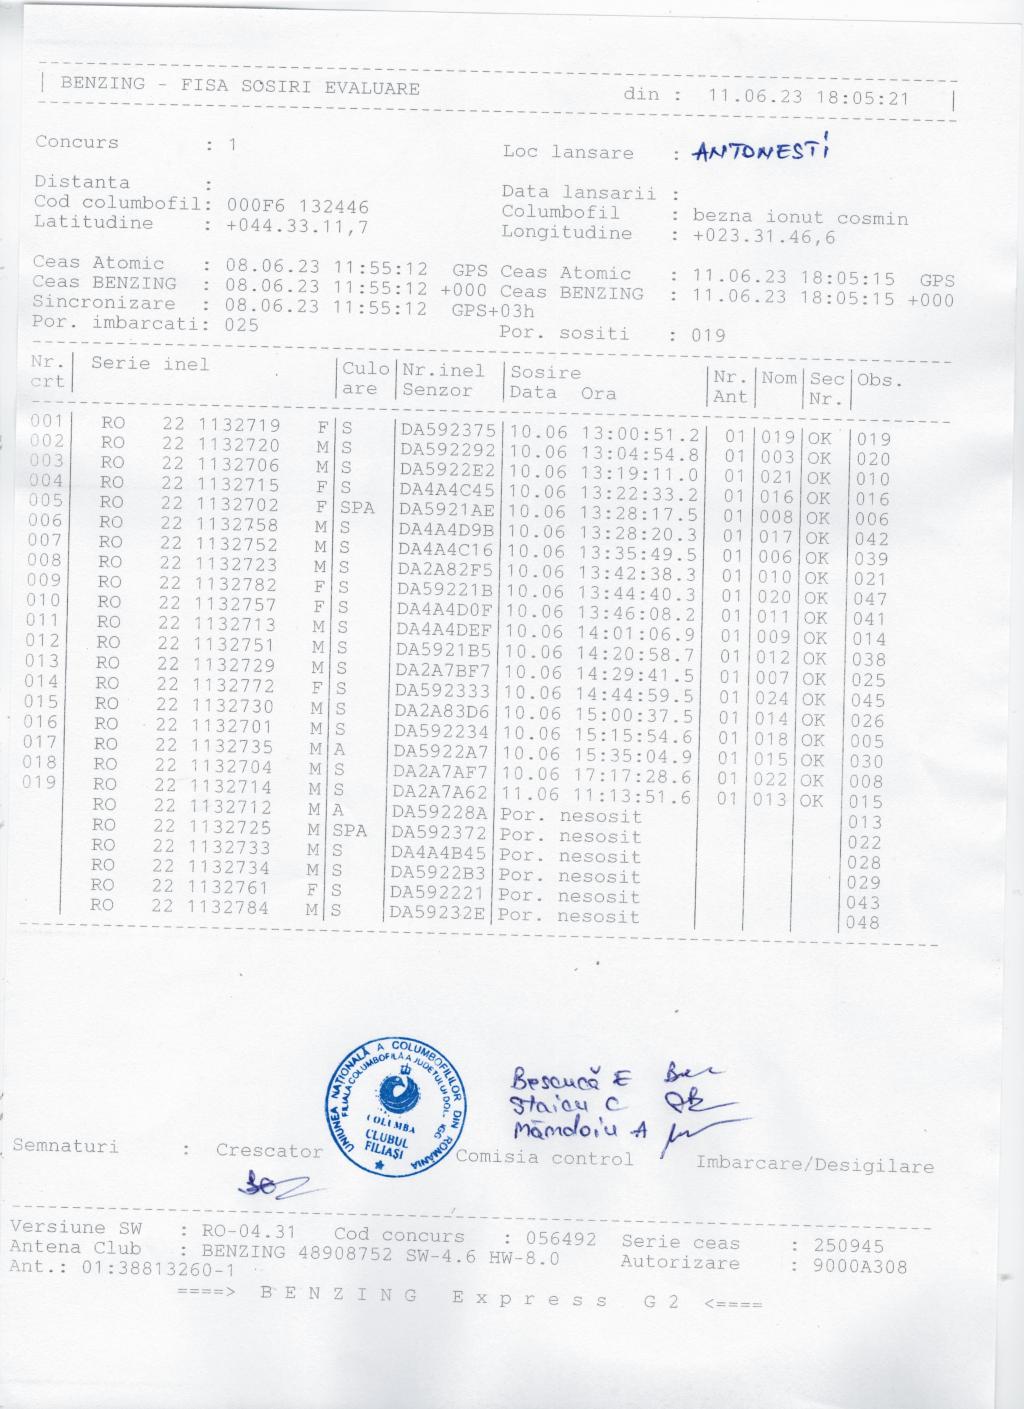 BENZING - FISA SOSIRI EVALUARE din : 11.06.23 18:05:21
Concurs : 1 Loc lansare : ANTONESTI
Distanta : Data lansarii :
Cod columbofil: 000F6 132446 Columbofil : bezna ionut cosmin
Latitudine : +044.33.11,7 Longitudine : +023.31.46,6
Ceas Atomic : 08.06.23 11:55:12 GPS Ceas Atomic : 11.06.23 18:05:15 GPS
Ceas BENZING : 08.06.23 11:55:12 +000 Ceas BENZING : 11.06.23 18:05:15 +000
Sincronizare : 08.06.23 11:55:12 GPS+03h
Por. imbarcati: 025 Por. sositi : 019
Nr. Serie inel Culo Nr.inel Sosire Nr. Nom Sec Obs.
crt are Senzor Data Ora Ant Nr.
001 RO 22 1132719 F S DA592375 10.06 13:00:51.2 01 019 OK 019
002 RO 22 1132720 M S DA592292 10.06 13:04:54.8 01 003 OK 020
003 RO 22 1132706 M S DA5922E2 10.06 13:19:11.0 01 021 OK 010
004 RO 22 1132715 F S DA4A4C45 10.06 13:22:33.2 01 016 OK 016
005 RO 22 1132702 F SPA DA5921AE 10.06 13:28:17.5 01 008 OK 006
006 RO 22 1132758 M S DA4A4D9B 10.06 13:28:20.3 01 017 OK 042
007 RO 22 1132752 M S DA4A4C16 10.06 13:35:49.5 01 006 OK 039
008 RO 22 1132723 M S DA2A82F5 10.06 13:42:38.3 01 010 OK 021
009 RO 22 1132782 F S DA59221B 10.06 13:44:40.3 01 020 OK 047
010 RO 22 1132757 F S DA4A4D0F 10.06 13:46:08.2 01 011 OK 041
011 RO 22 1132713 M S DA4A4DEF 10.06 14:01:06.9 01 009 OK 014
012 RO 22 1132751 M S DA5921B5 10.06 14:20:58.7 01 012 OK 038
013 RO 22 1132729 M S DA2A7BF7 10.06 14:29:41.5 01 007 OK 025
014 RO 22 1132772 F S DA592333 10.06 14:44:59.5 01 024 OK 045
015 RO 22 1132730 M S DA2A83D6 10.06 15:00:37.5 01 014 OK 026
016 RO 22 1132701 M S DA592234 10.06 15:15:54.6 01 018 OK 005
017 RO 22 1132735 M A DA5922A7 10.06 15:35:04.9 01 015 OK 030
018 RO 22 1132704 M S DA2A7AF7 10.06 17:17:28.6 01 022 OK 008
019 RO 22 1132714 M S DA2A7A62 11.06 11:13:51.6 01 013 OK 015
RO 22 1132712 M A DA59228A Por. nesosit 013
RO 22 1132725 M SPA DA592372 Por. nesosit 022
RO 22 1132733 M S DA4A4B45 Por. nesosit 028
RO 22 1132734 M S DA5922B3 Por. nesosit 029
RO 22 1132761 F S DA592221 Por. nesosit 043
RO 22 1132784 M S DA59232E Por. nesosit 048
UNIUNEA NAȚIONALĂ A COLUMBOFILILOR DIN ROMANIA
FILIALA COLUMBOFILĂ A JUDEȚULUI DOLJ
COLUMBA
CLUBUL
FILIAȘI
Bescucă E
Staicu C
Mămdoiu A
Semnaturi : Crescator Comisia control Imbarcare/Desigilare
Versiune SW : RO-04.31 Cod concurs : 056492 Serie ceas : 250945
Antena Club : BENZING 48908752 SW-4.6 HW-8.0 Autorizare : 9000A308
Ant.: 01:38813260-1
====> B E N Z I N G E x p r e s s G 2 <====